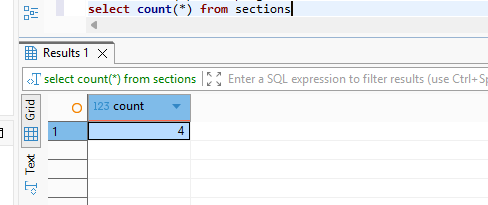 select count(*) from sections
Results 1
select count(*) from sections
Enter a SQL expression to filter results (use Ctrl+Sp
Grid
123 count
1
4
Text